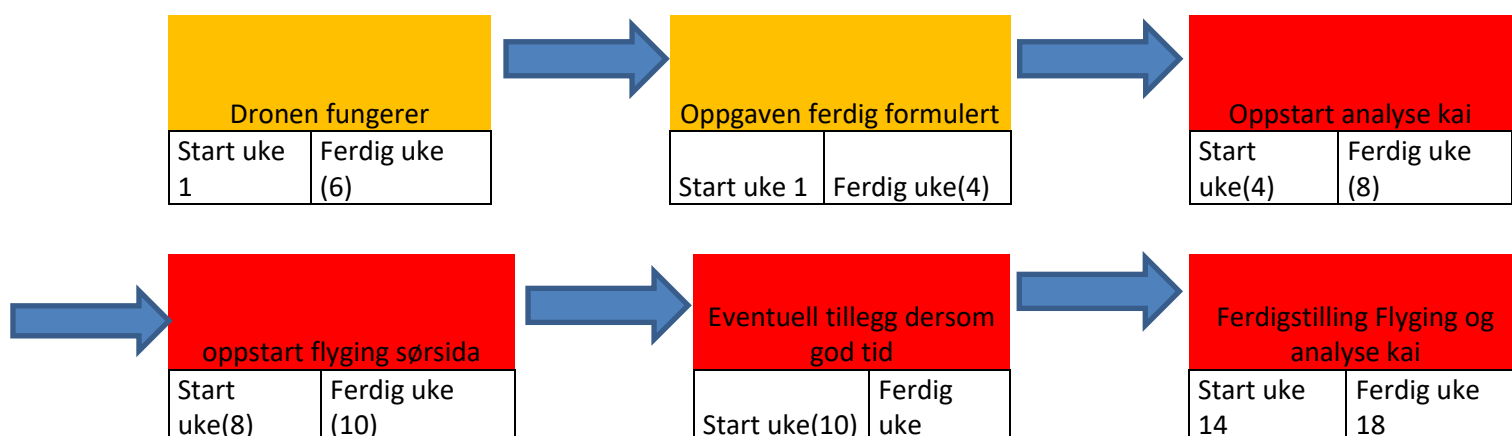 Dronen fungerer
Start uke
1
Ferdig uke
(6)
Oppgaven ferdig formulert
Start uke 1
Ferdig uke(4)
Oppstart analyse kai
Start
uke(4)
Ferdig uke
(8)
oppstart flyging sørsida
Start
uke(8)
Ferdig uke
(10)
Eventuell tillegg dersom
god tid
Start uke(10)
Ferdig
uke
Ferdigstilling Flyging og
analyse kai
Start uke
14
Ferdig uke
18